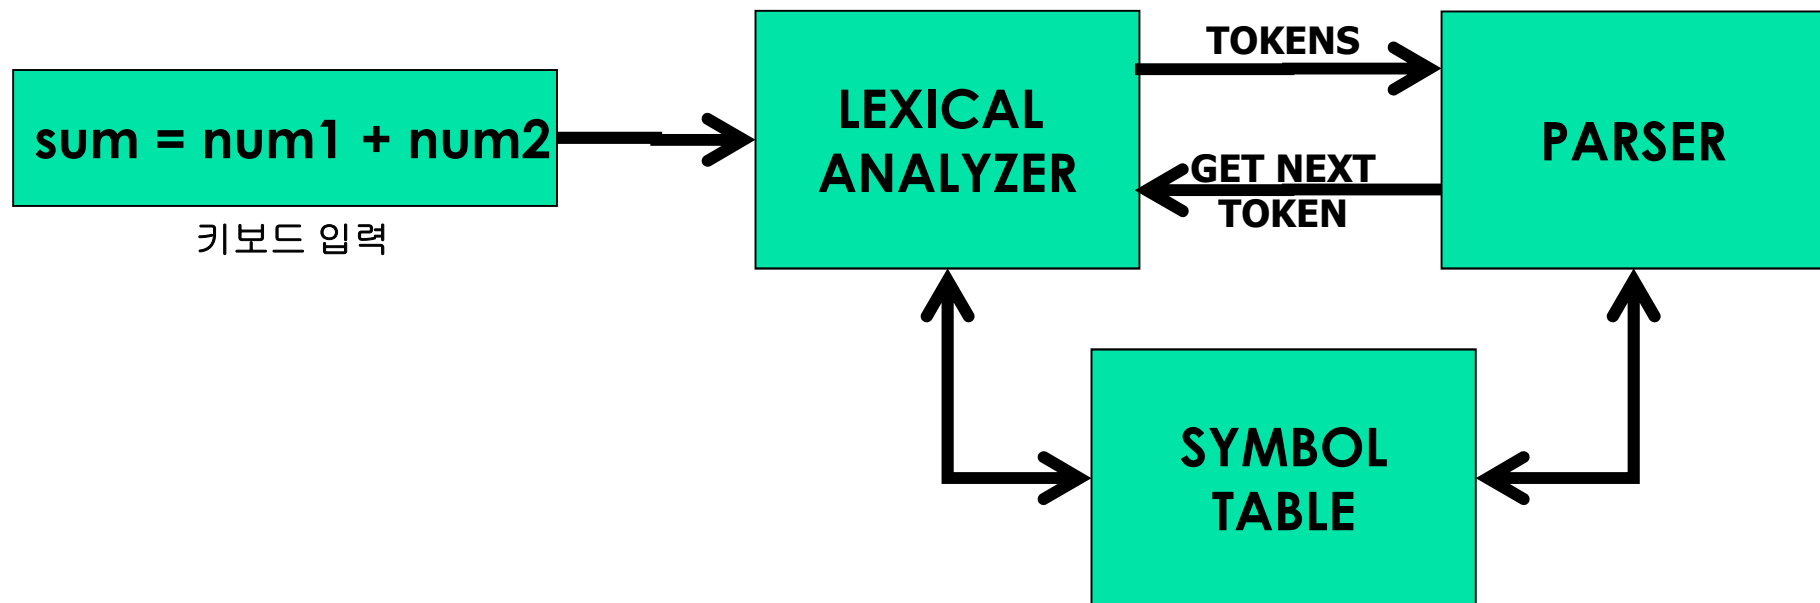 sum = num1 + num2
키보드 입력
LEXICAL
ANALYZER
TOKENS
GET NEXT
TOKEN
PARSER
SYMBOL
TABLE